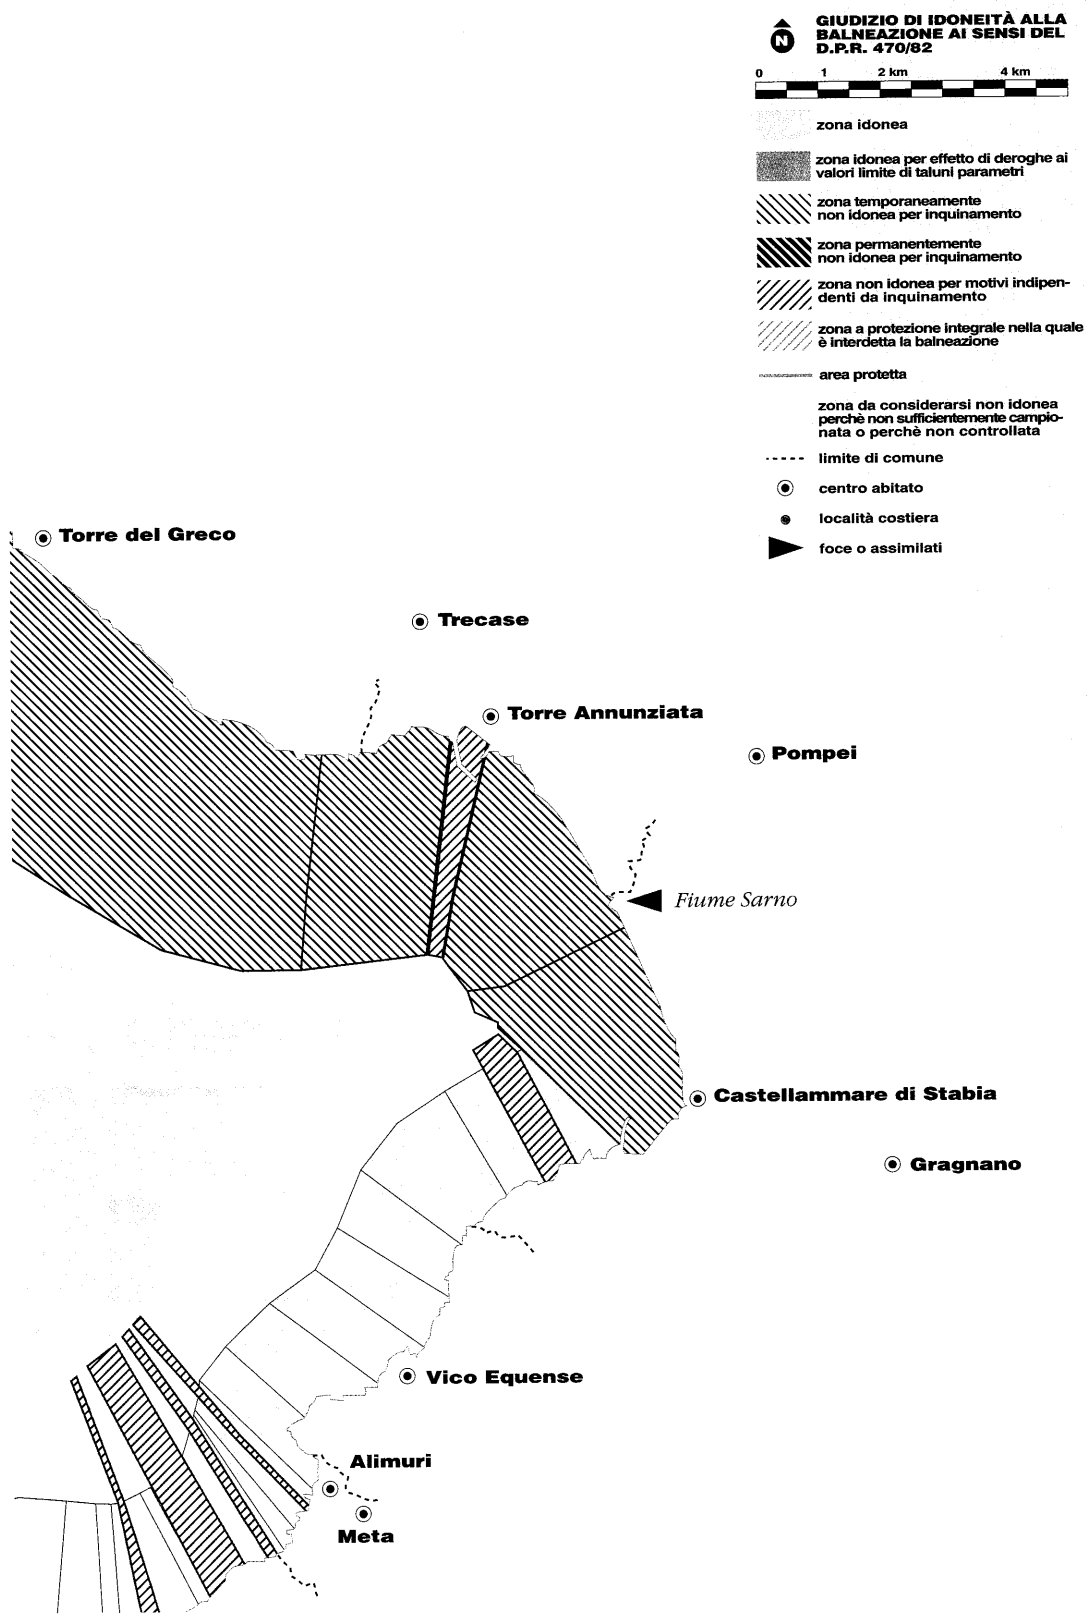 GIUDIZIO DI IDONEITÀ ALLA
BALNEAZIONE AI SENSI DEL
D.P.R. 470/82
N
0 1 2 km 4 km
zona idonea
zona idonea per effetto di deroghe ai
valori limite di taluni parametri
zona temporaneamente
non idonea per inquinamento
zona permanentemente
non idonea per inquinamento
zona non idonea per motivi indipen-
denti da inquinamento
zona a protezione integrale nella quale
è interdetta la balneazione
area protetta
zona da considerarsi non idonea
perchè non sufficientemente campio-
nata o perchè non controllata
limite di comune
centro abitato
località costiera
foce o assimilati
Torre del Greco
Trecase
Torre Annunziata
Pompei
Fiume Sarno
Castellammare di Stabia
Gragnano
Vico Equense
Alimuri
Meta